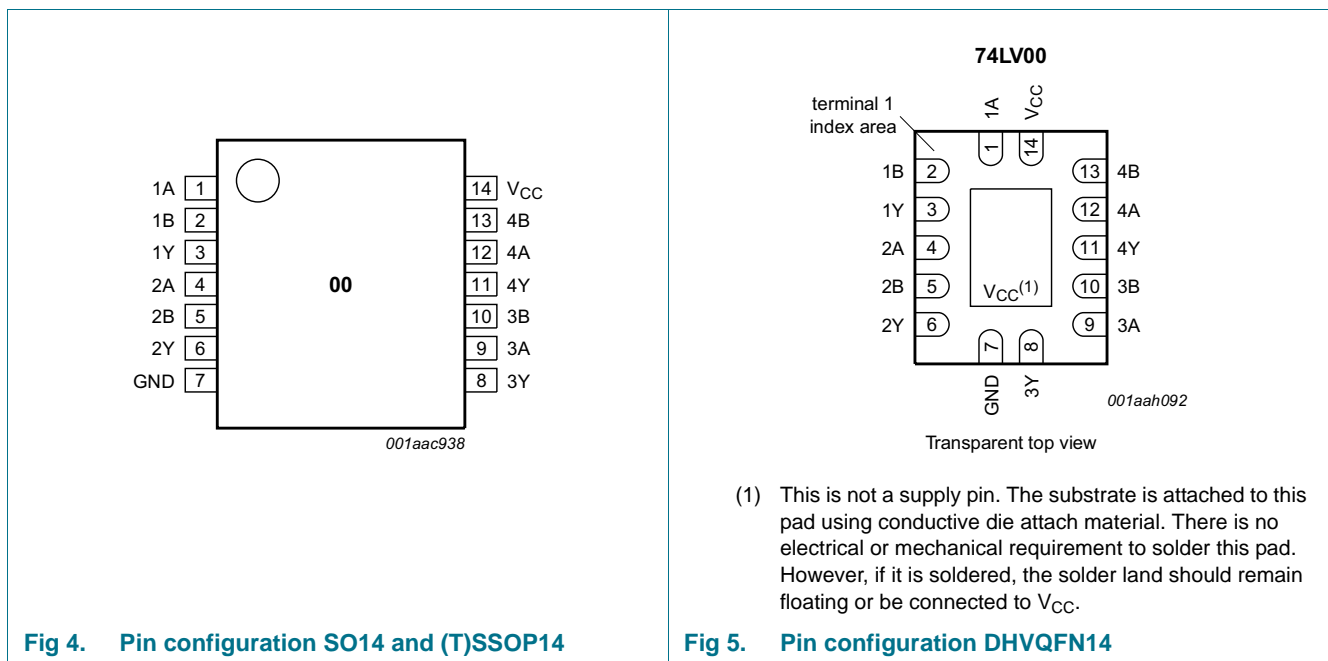 1A 1
1B 2
1Y 3
2A 4
2B 5
2Y 6
GND 7
00
14 VCC
13 4B
12 4A
11 4Y
10 3B
9 3A
8 3Y
001aac938
Fig 4. Pin configuration SO14 and (T)SSOP14
74LV00
terminal 1
index area
1A
VCC
1
14
1B 2
1Y 3
2A 4
2B 5
2Y 6
13 4B
12 4A
11 4Y
10 3B
9 3A
VCC(1)
7
8
GND
3Y
001aah092
Transparent top view
(1) This is not a supply pin. The substrate is attached to this
pad using conductive die attach material. There is no
electrical or mechanical requirement to solder this pad.
However, if it is soldered, the solder land should remain
floating or be connected to VCC.
Fig 5. Pin configuration DHVQFN14